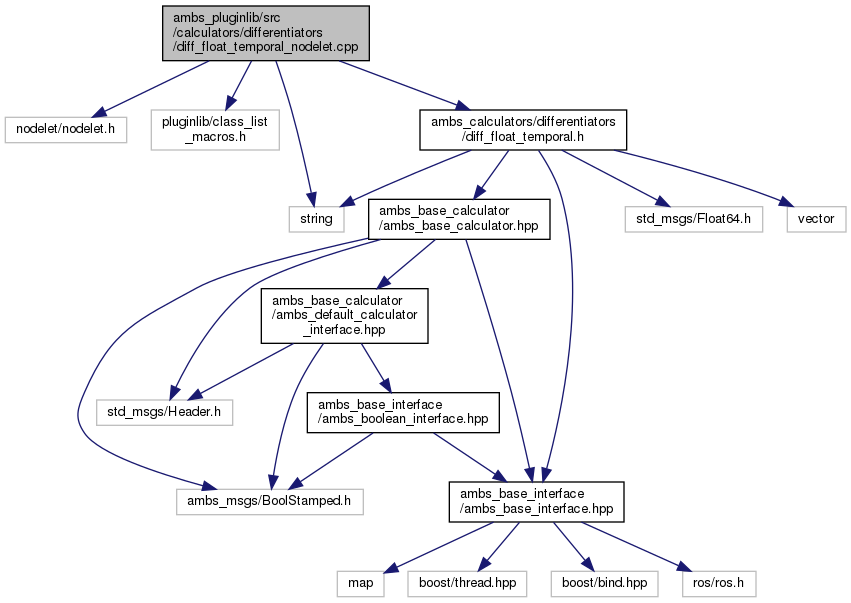 ambs_pluginlib/src
/calculators/differentiators
/diff_float_temporal_nodelet.cpp
nodelet/nodelet.h
pluginlib/class_list
_macros.h
ambs_calculators/differentiators
/diff_float_temporal.h
string
ambs_base_calculator
/ambs_base_calculator.hpp
std_msgs/Float64.h
vector
ambs_base_calculator
/ambs_default_calculator
_interface.hpp
std_msgs/Header.h
ambs_base_interface
/ambs_boolean_interface.hpp
ambs_msgs/BoolStamped.h
ambs_base_interface
/ambs_base_interface.hpp
map
boost/thread.hpp
boost/bind.hpp
ros/ros.h